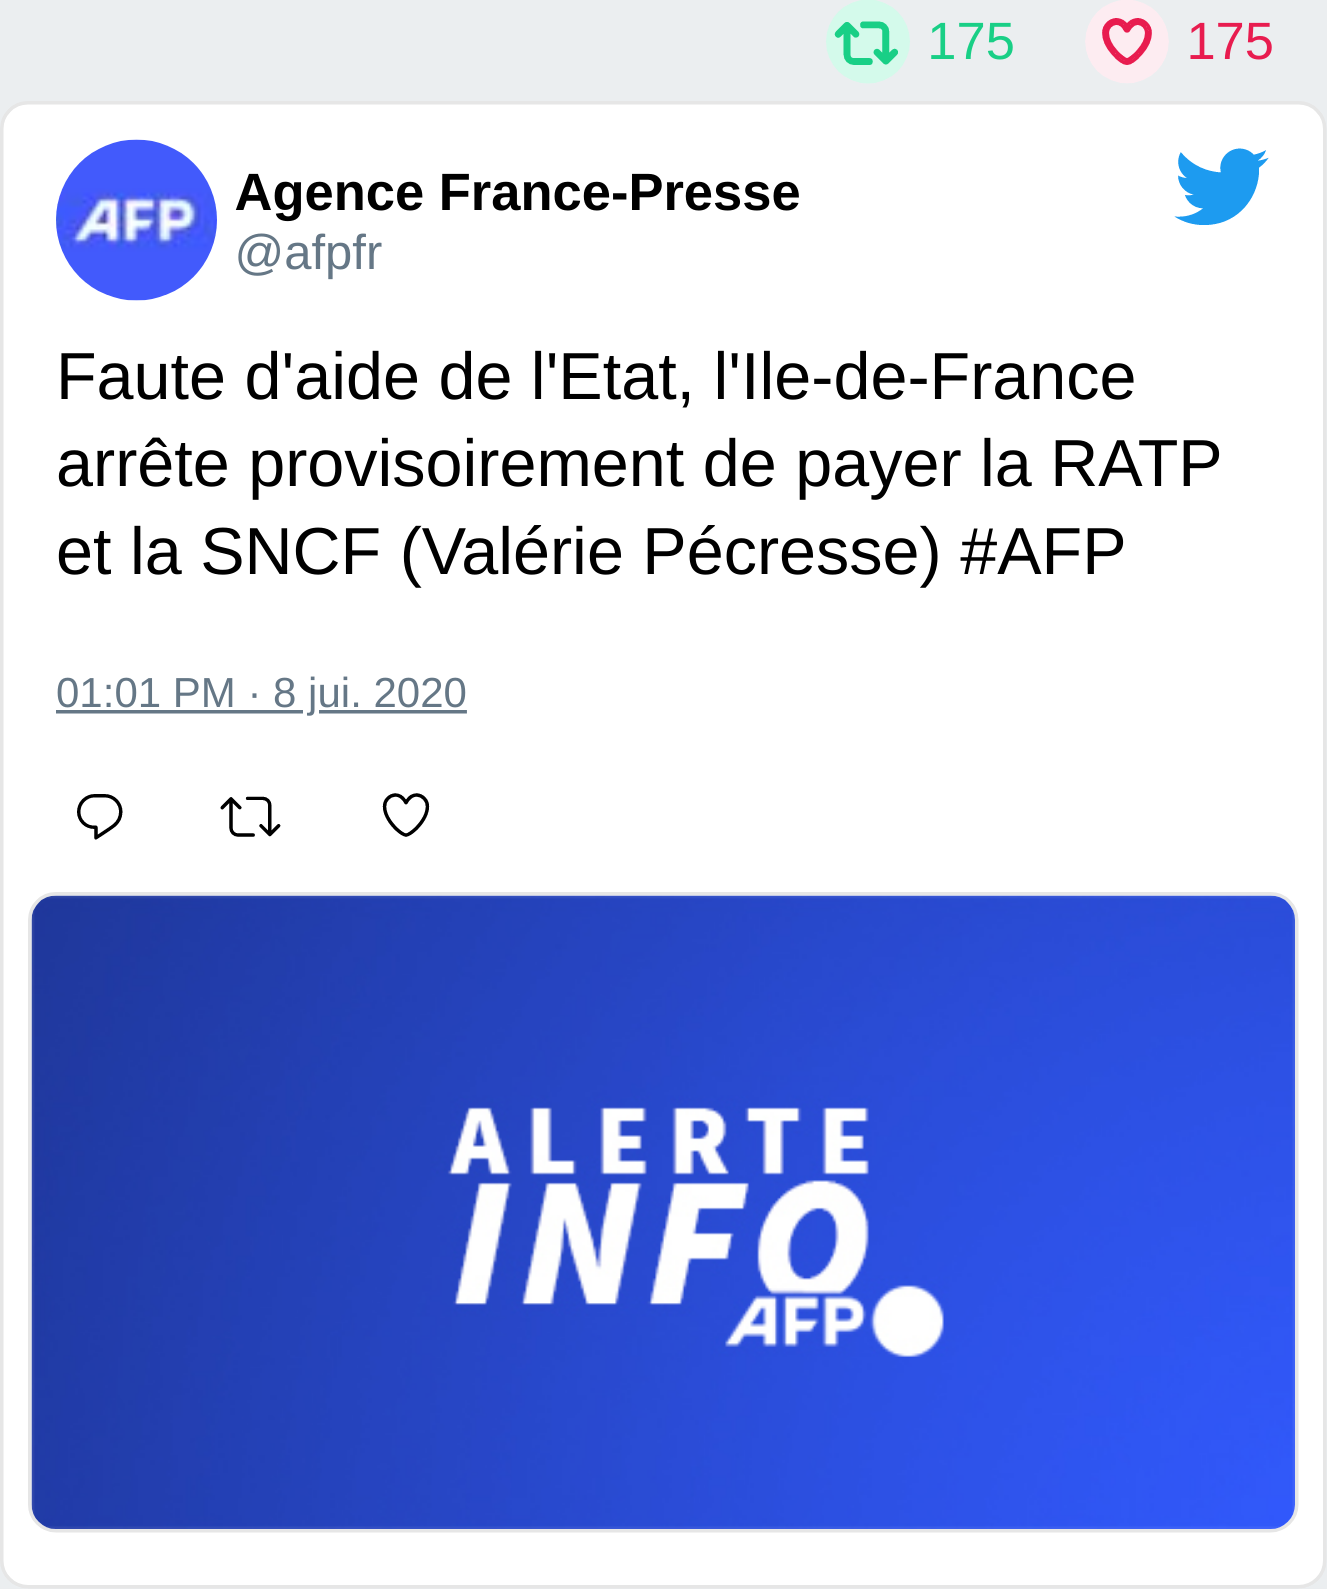 175 175
AFP
Agence France-Presse
@afpfr
Faute d'aide de l'Etat, l'Ile-de-France
arrête provisoirement de payer la RATP
et la SNCF (Valérie Pécresse) #AFP
01:01 PM · 8 jui. 2020
ALERTE
INFO
AFP